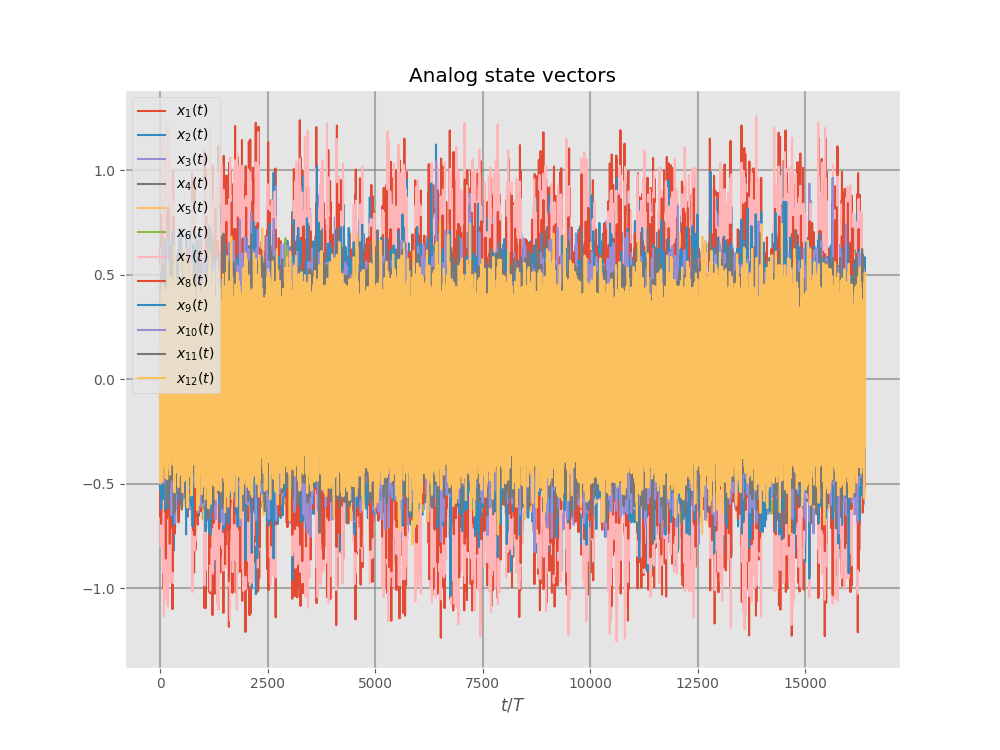 Analog state vectors
x₁(t)
x₂(t)
x₃(t)
x₄(t)
x₅(t)
x₆(t)
x₇(t)
x₈(t)
x₉(t)
x₁₀(t)
x₁₁(t)
x₁₂(t)
1.0
0.5
0.0
−0.5
−1.0
0 2500 5000 7500 10000 12500 15000
t/T